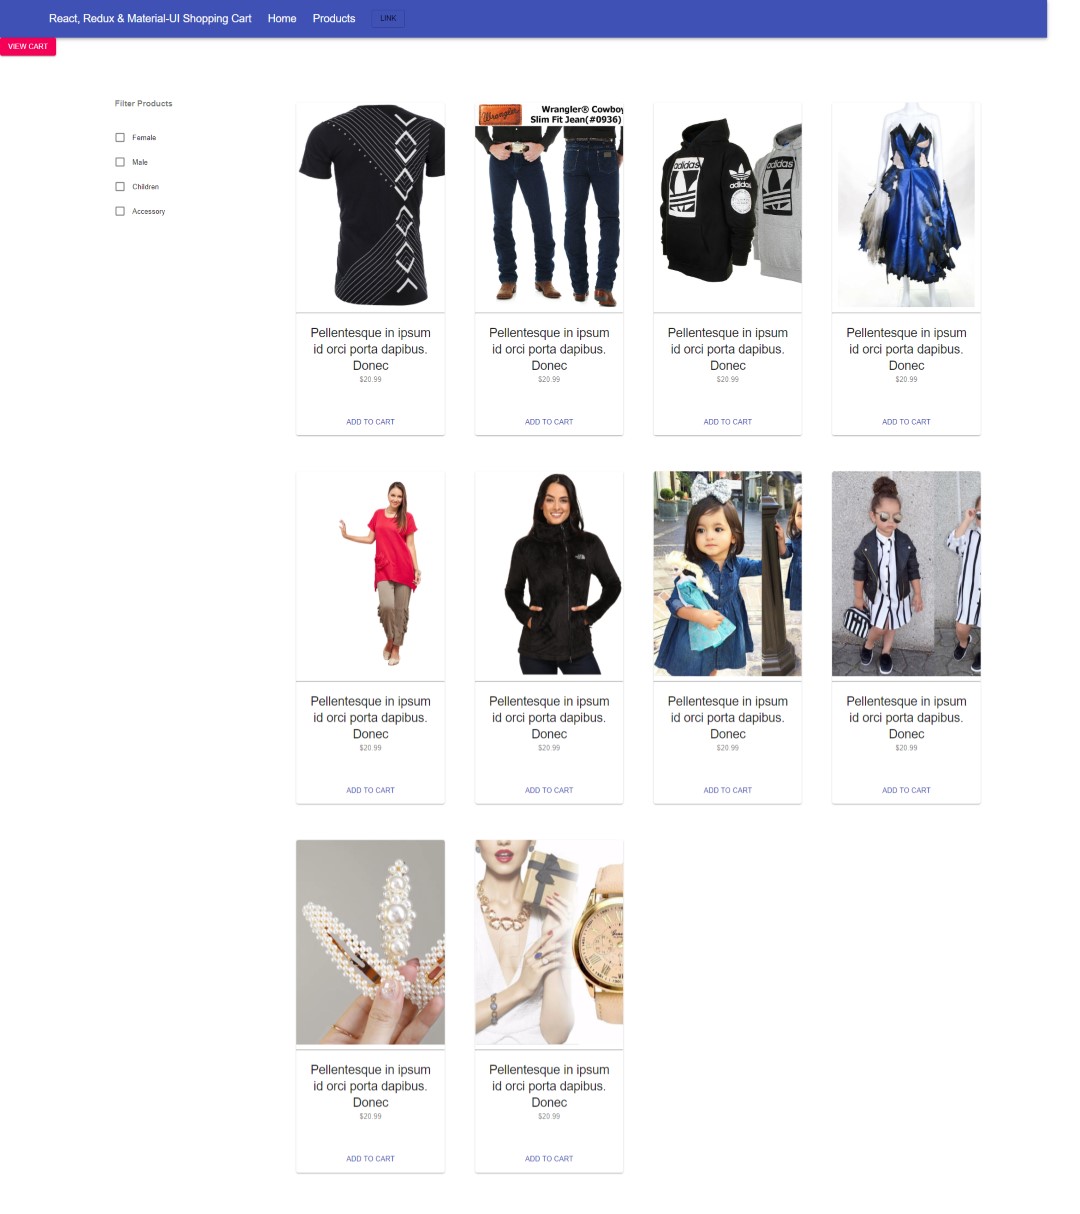 React, Redux & Material-UI Shopping Cart Home Products LINK
VIEW CART
Filter Products
Female
Male
Children
Accessory
Wrangler
Wrangler® Cowboy
Slim Fit Jean(#0936)
adidas
adidas
adidas
Pellentesque in ipsum
id orci porta dapibus.
Donec
$20.99
ADD TO CART
Pellentesque in ipsum
id orci porta dapibus.
Donec
$20.99
ADD TO CART
Pellentesque in ipsum
id orci porta dapibus.
Donec
$20.99
ADD TO CART
Pellentesque in ipsum
id orci porta dapibus.
Donec
$20.99
ADD TO CART
Pellentesque in ipsum
id orci porta dapibus.
Donec
$20.99
ADD TO CART
Pellentesque in ipsum
id orci porta dapibus.
Donec
$20.99
ADD TO CART
Pellentesque in ipsum
id orci porta dapibus.
Donec
$20.99
ADD TO CART
Pellentesque in ipsum
id orci porta dapibus.
Donec
$20.99
ADD TO CART
Pellentesque in ipsum
id orci porta dapibus.
Donec
$20.99
ADD TO CART
Pellentesque in ipsum
id orci porta dapibus.
Donec
$20.99
ADD TO CART